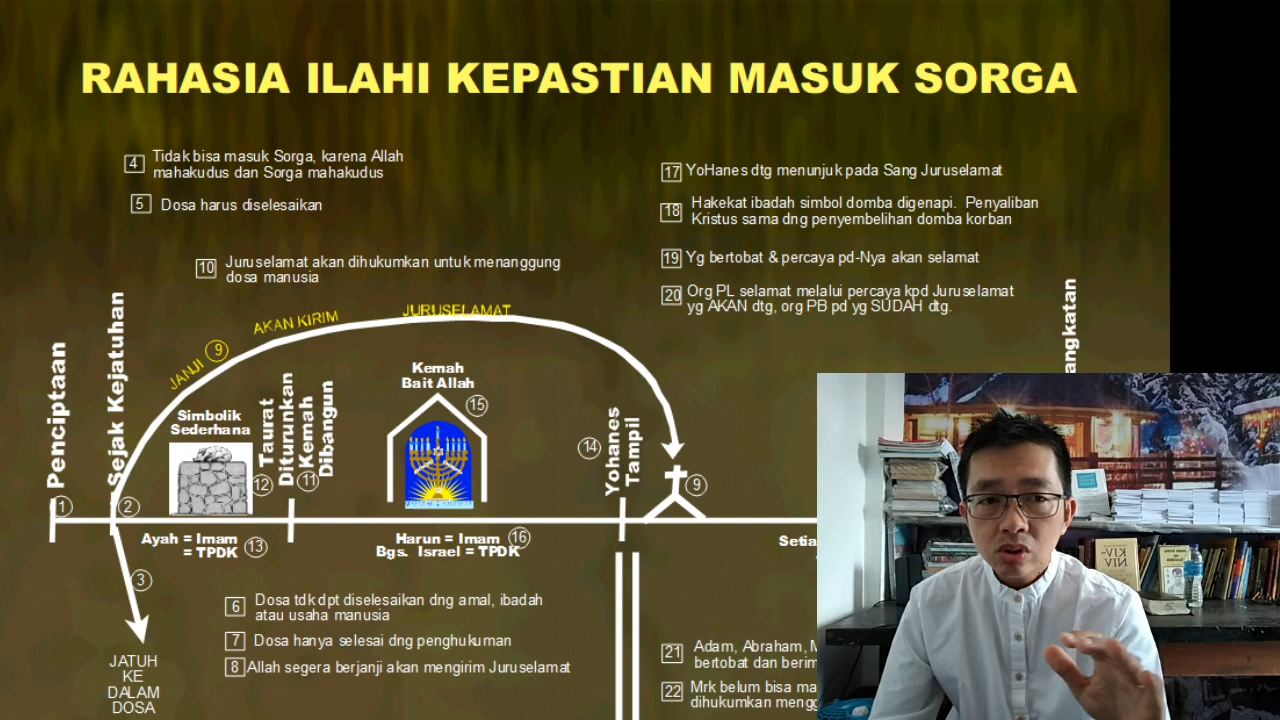 RAHASIA ILAHI KEPASTIAN MASUK SORGA
4 Tidak bisa masuk Sorga, karena Allah
mahakudus dan Sorga mahakudus
5 Dosa harus diselesaikan
10 Juruselamat akan dihukumkan untuk menanggung
dosa manusia
17 YoHanes dtg menunjuk pada Sang Juruselamat
18 Hakekat ibadah simbol domba digenapi. Penyaliban
Kristus sama dng penyembelihan domba korban
19 Yg bertobat & percaya pd-Nya akan selamat
20 Org PL selamat melalui percaya kpd Juruselamat
yg AKAN dtg, org PB pd yg SUDAH dtg.
JANJI 9 AKAN KIRIM JURUSELAMAT
1 Penciptaan
2 Sejak Kejatuhan
Simbolik
Sederhana
12 Taurat
Diturunkan
11 Kemah
Dibangun
Kemah
Bait Allah
15
14 Yohanes
Tampil
9
angkatan
Ayah = Imam
= TPDK 13
Harun = Imam 16
Bgs. Israel = TPDK
Setia
3
JATUH
KE
DALAM
DOSA
6 Dosa tdk dpt diselesaikan dng amal, ibadah
atau usaha manusia
7 Dosa hanya selesai dng penghukuman
8 Allah segera berjanji akan mengirim Juruselamat
21 Adam, Abraham, M
bertobat dan berim
22 Mrk belum bisa ma
dihukumkan mengg
KIV-
NIV